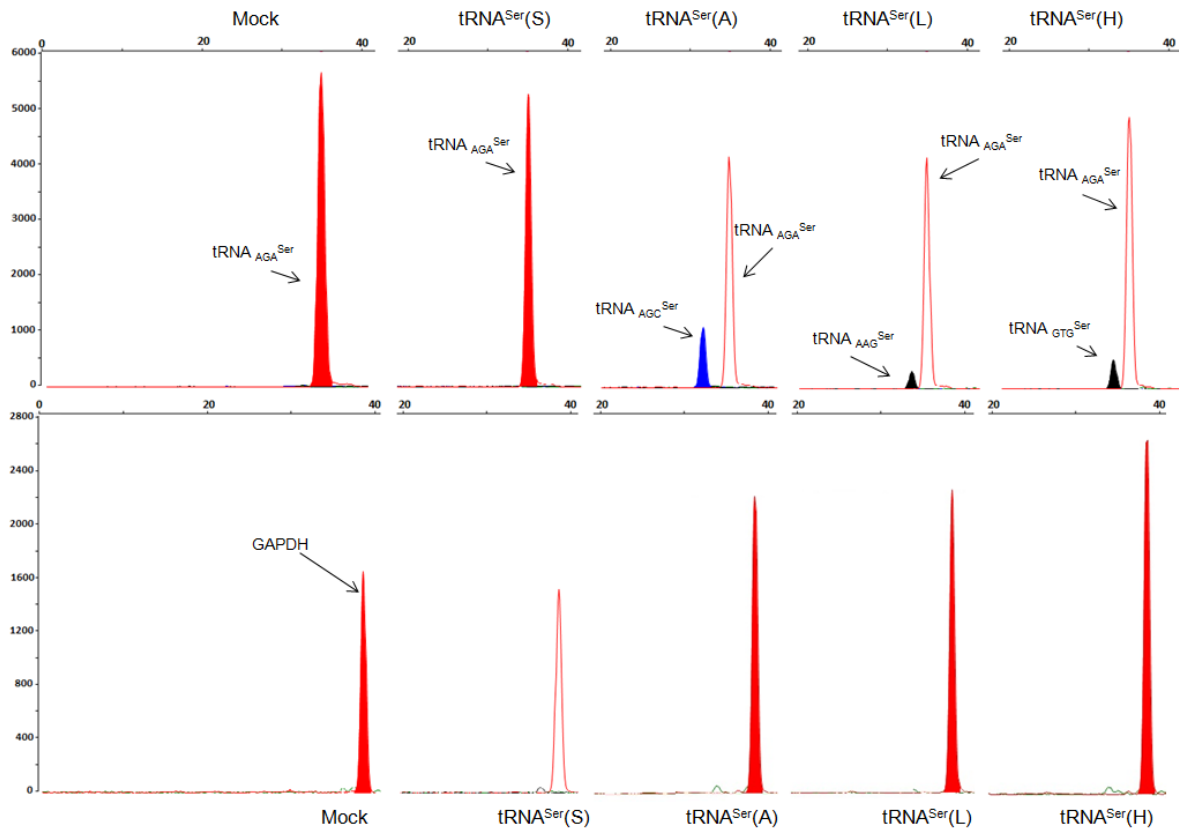 Mock tRNASer(S) tRNASer(A) tRNASer(L) tRNASer(H)
0 20 20 40 20 40 20 40 20 40
6000
5000
4000
3000
2000
1000
0
tRNA AGASer
tRNA AGASer
tRNA AGCSer
tRNA AGASer
tRNA AAGSer
tRNA AGASer
tRNA GTGSer
tRNA AGASer
0 20 40 20 40 20 40 20 40 20 40
2800
2400
2000
1600
1200
800
400
0
GAPDH
Mock tRNASer(S) tRNASer(A) tRNASer(L) tRNASer(H)